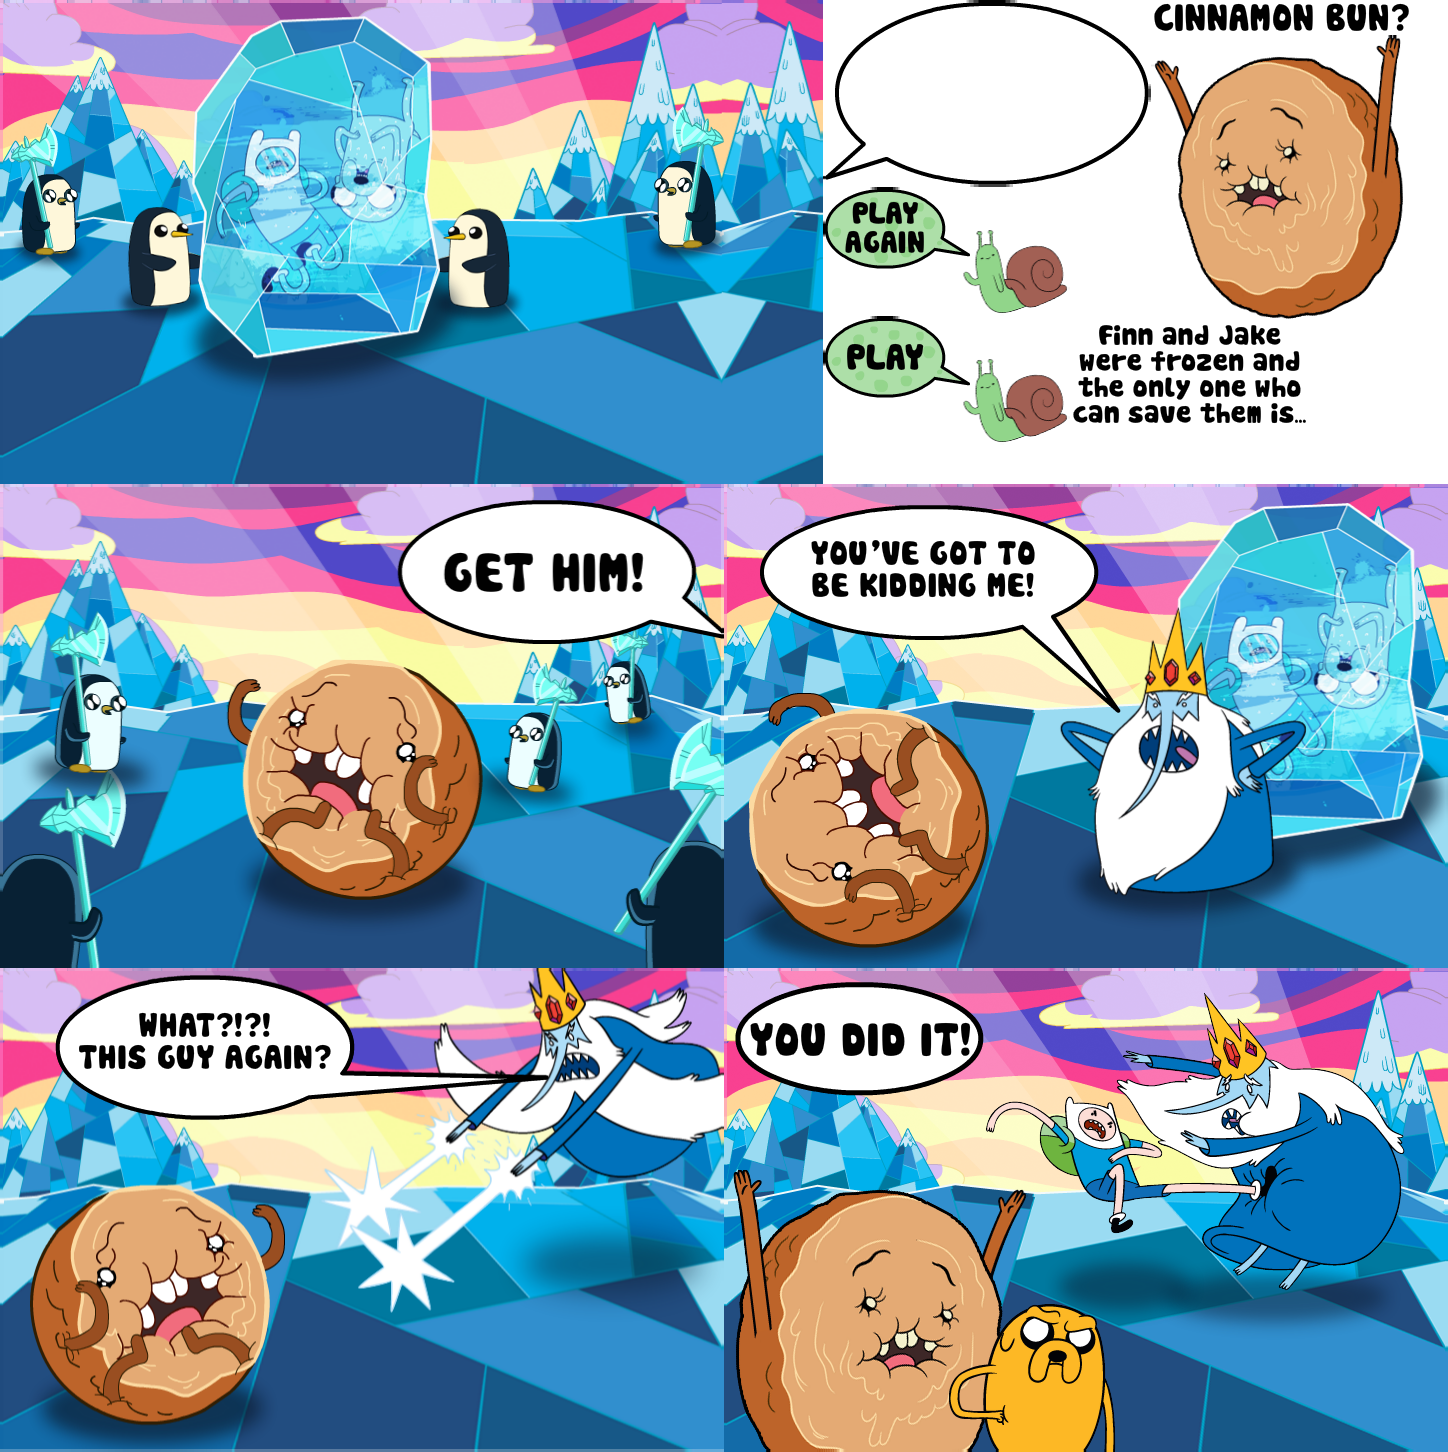 CINNAMON BUN?
PLAY
AGAIN
PLAY
Finn and Jake
were frozen and
the only one who
can save them is...
GET HIM!
YOU'VE GOT TO
BE KIDDING ME!
WHAT?!?!
THIS GUY AGAIN?
YOU DID IT!